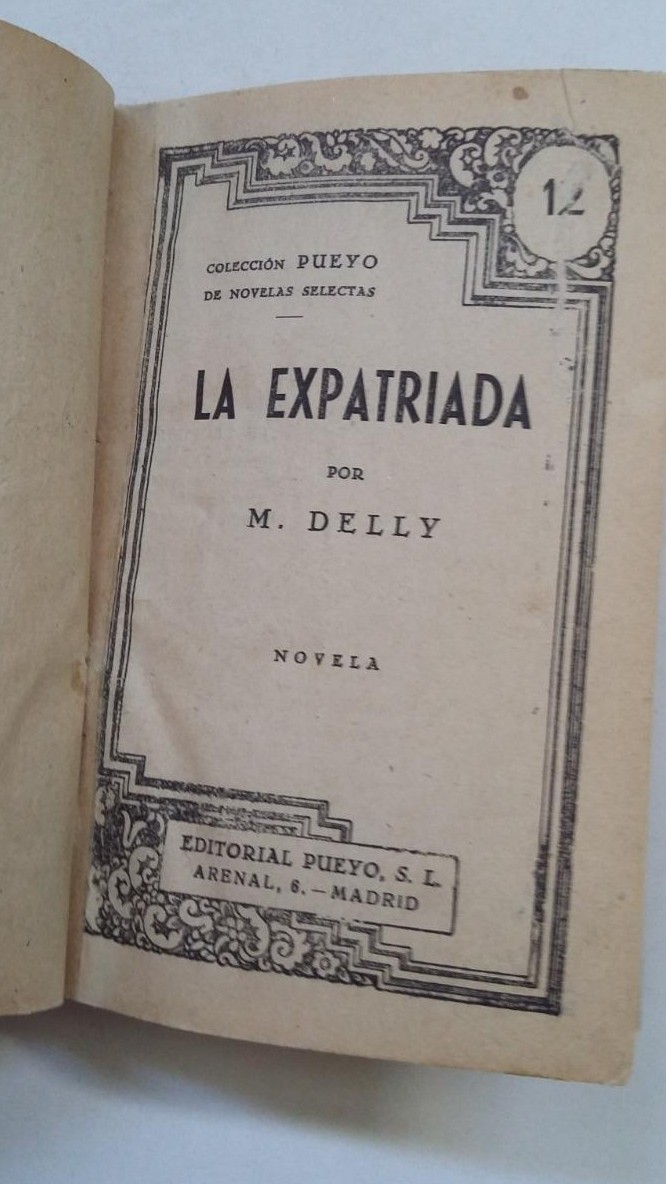 12
COLECCIÓN PUEYO
DE NOVELAS SELECTAS
LA EXPATRIADA
POR
M. DELLY
NOVELA
EDITORIAL PUEYO, S. L.
ARENAL, 6.—MADRID